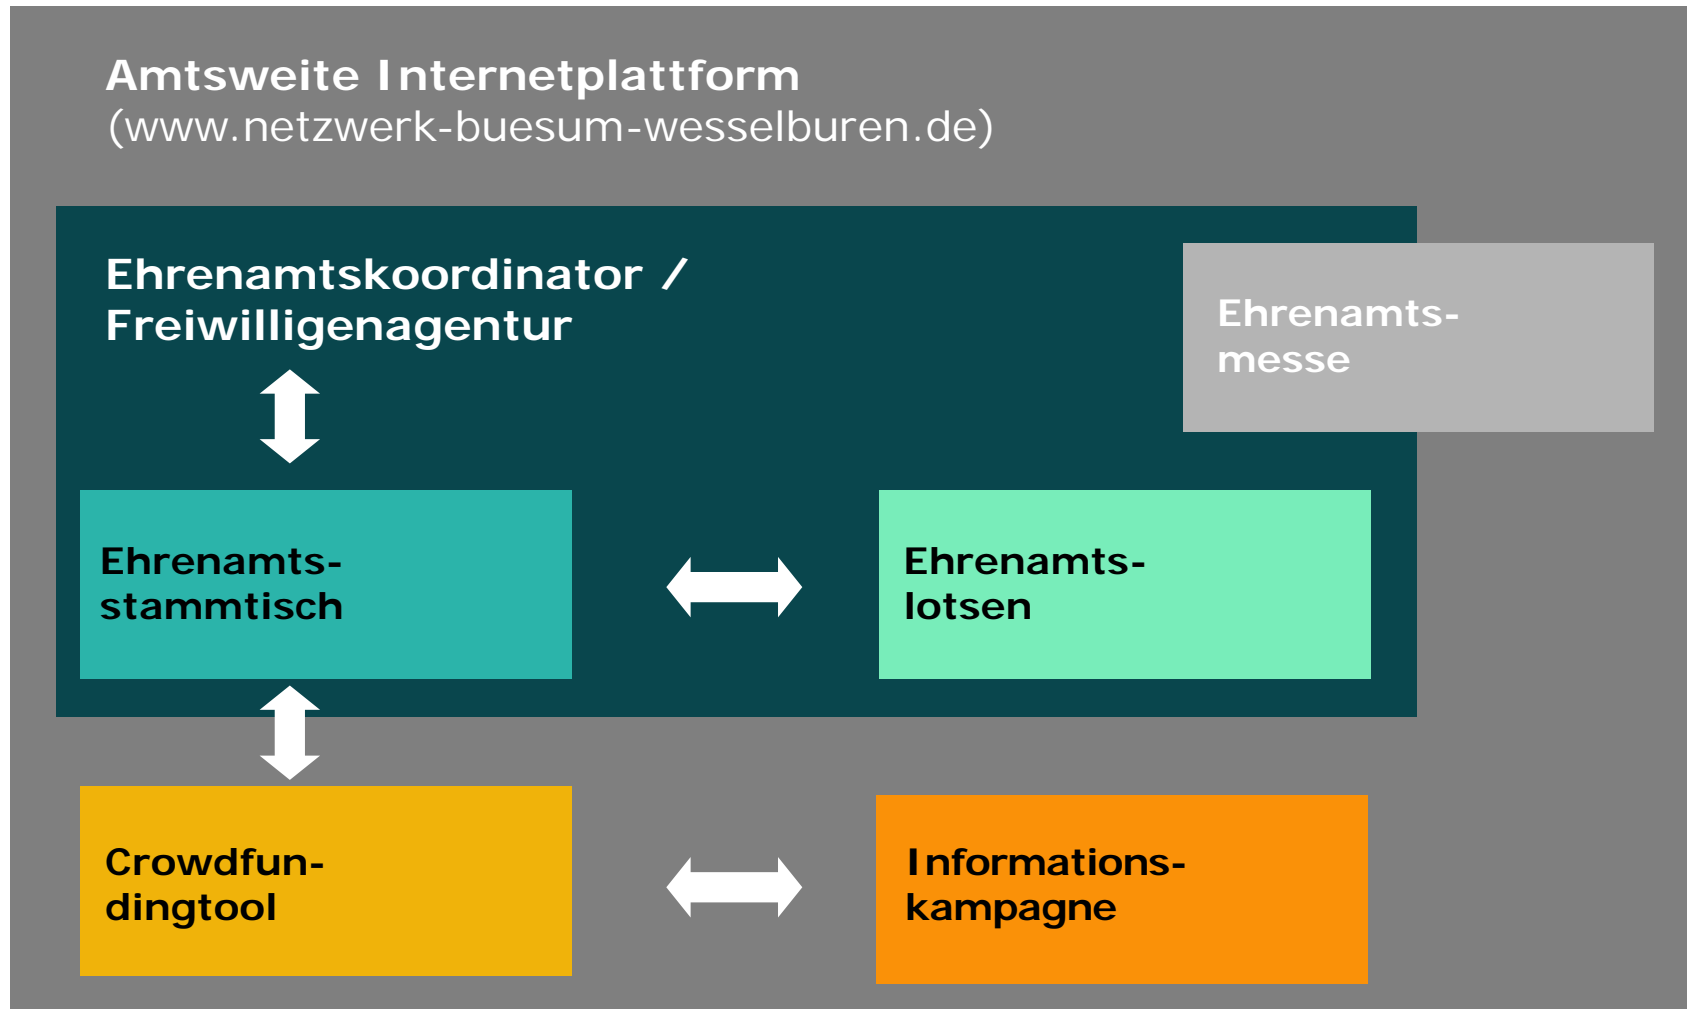 Amtsweite Internetplattform
(www.netzwerk-buesum-wesselburen.de)
Ehrenamtskoordinator /
Freiwilligenagentur
Ehrenamts-
messe
Ehrenamts-
stammtisch
Ehrenamts-
lotsen
Crowdfun-
dingtool
Informations-
kampagne